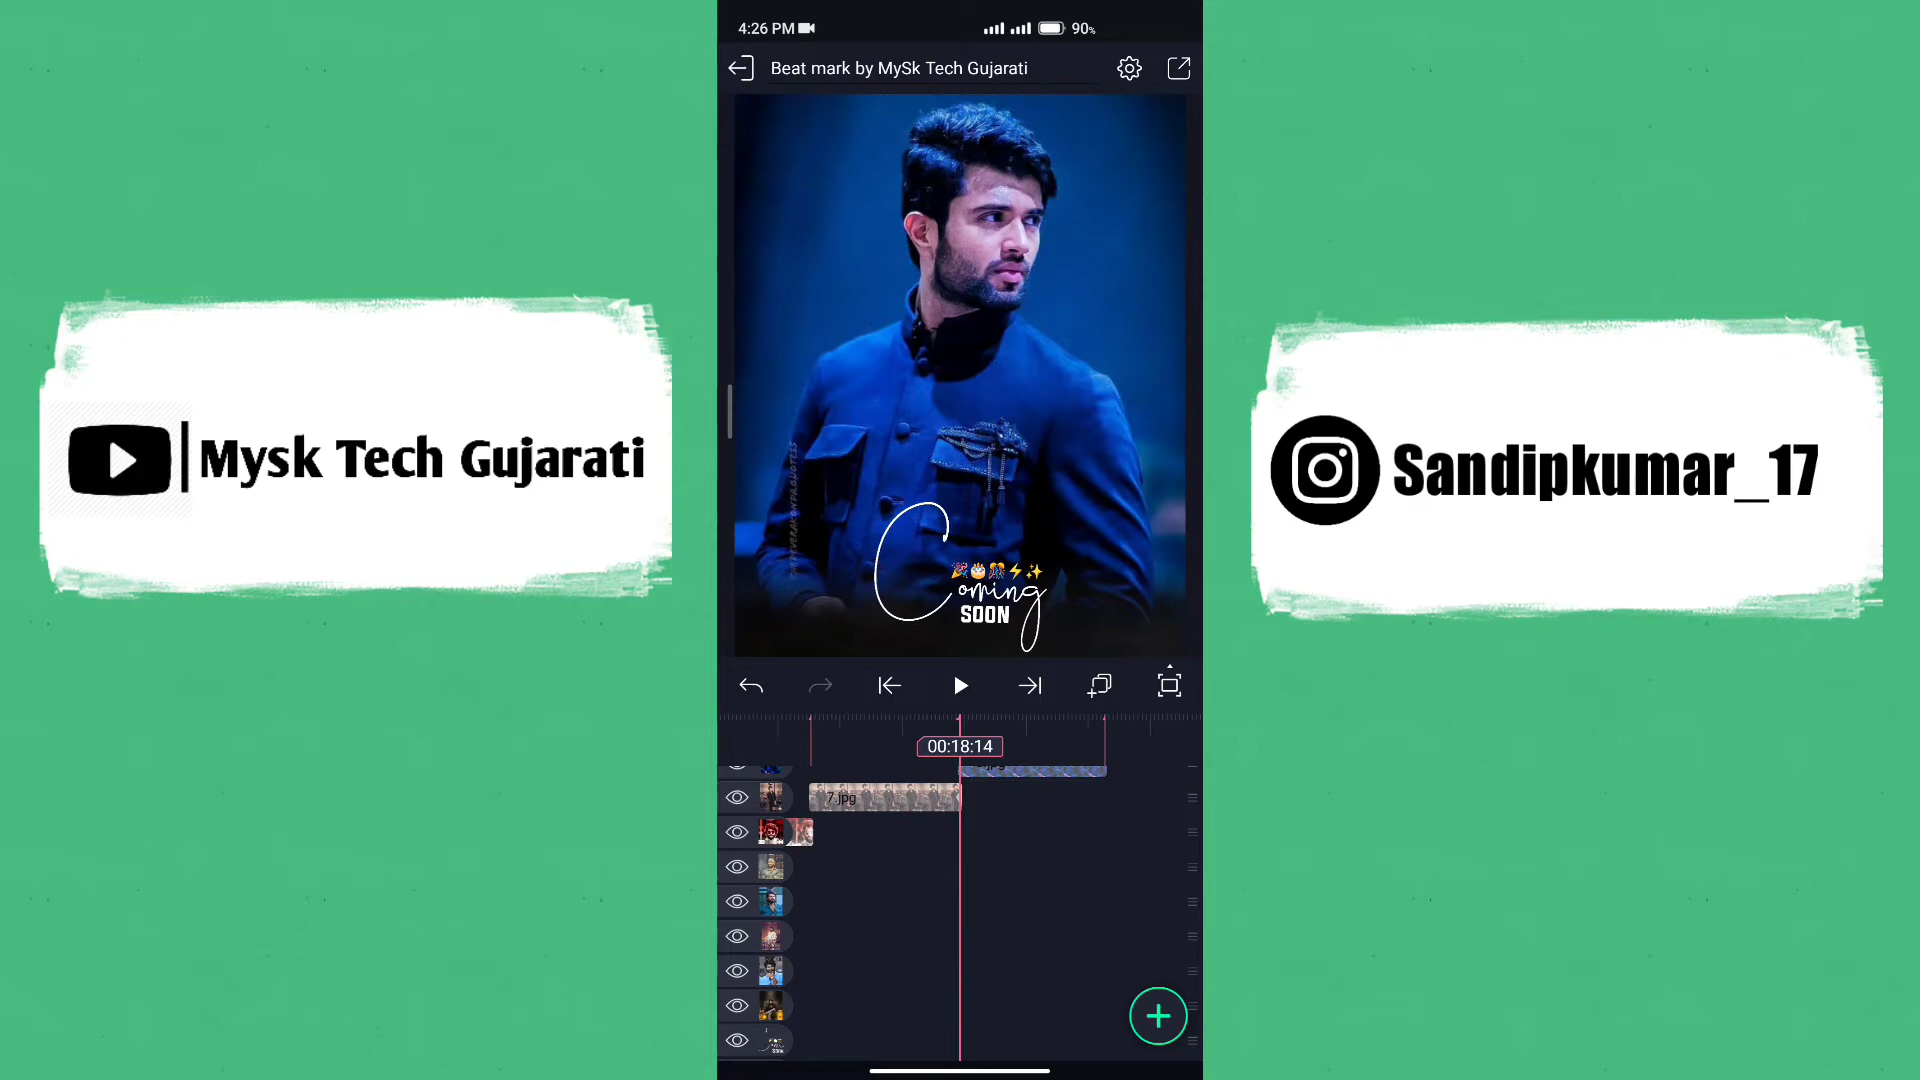 4:26 PM
90%
Beat mark by MySk Tech Gujarati
Mysk Tech Gujarati
Sandipkumar_17
Coming
SOON
00:18:14
7.jpg